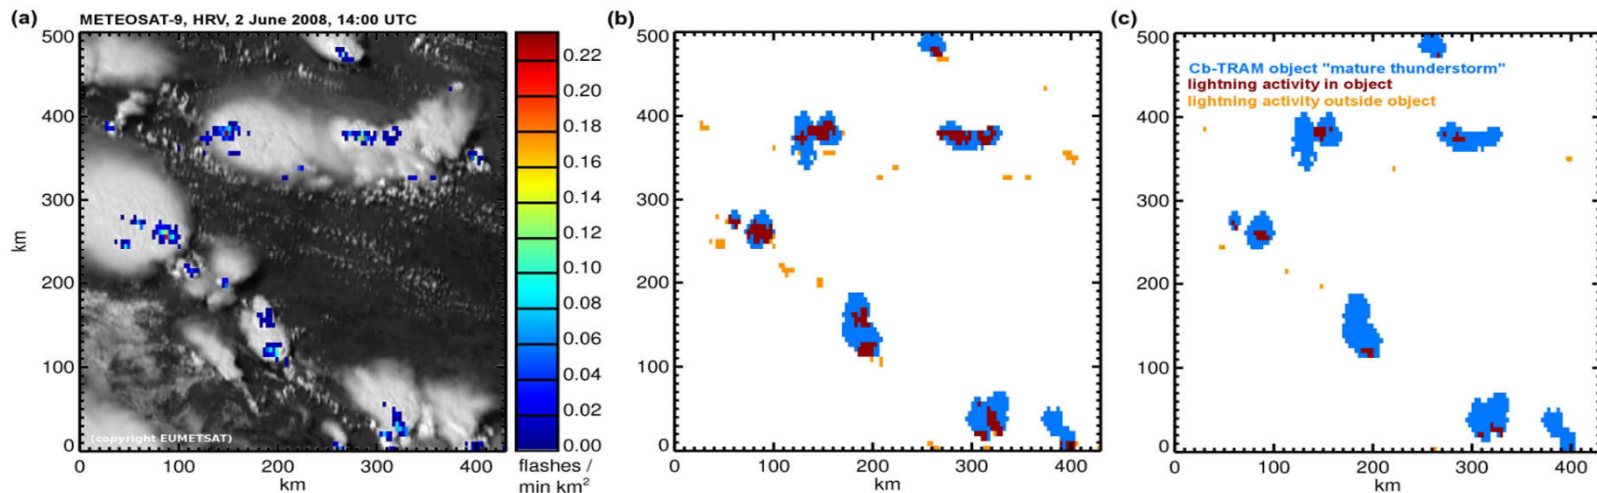 (a) METEOSAT-9, HRV, 2 June 2008, 14:00 UTC
500
400
300
200
100
0
km
(copyright EUMETSAT)
0 100 200 300 400
km
0.22
0.20
0.18
0.16
0.14
0.12
0.10
0.08
0.06
0.04
0.02
0.00
flashes /
min km²
(b)
500
400
300
200
100
0
0 100 200 300 400
km
(c)
500
Cb-TRAM object "mature thunderstorm"
lightning activity in object
lightning activity outside object
400
300
200
100
0
0 100 200 300 400
km